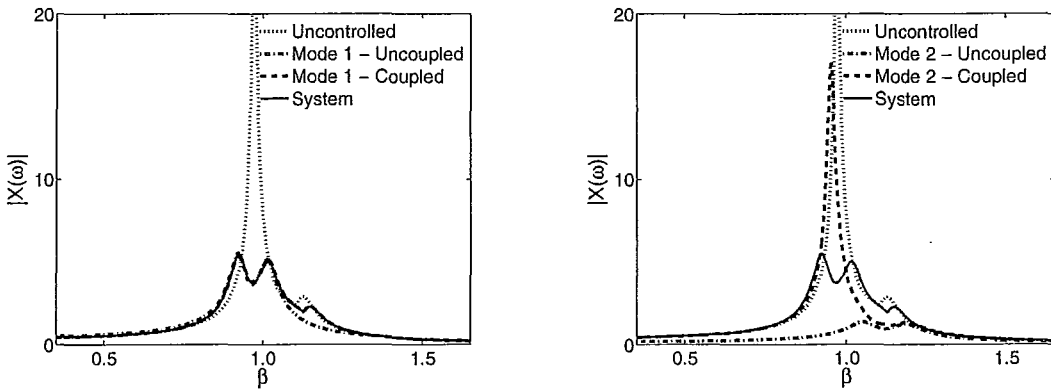 20
Uncontrolled
Mode 1 – Uncoupled
Mode 1 – Coupled
System
|X(ω)|
10
0
0.5
1.0
1.5
β
20
Uncontrolled
Mode 2 – Uncoupled
Mode 2 – Coupled
System
|X(ω)|
10
0
0.5
1.0
1.5
β